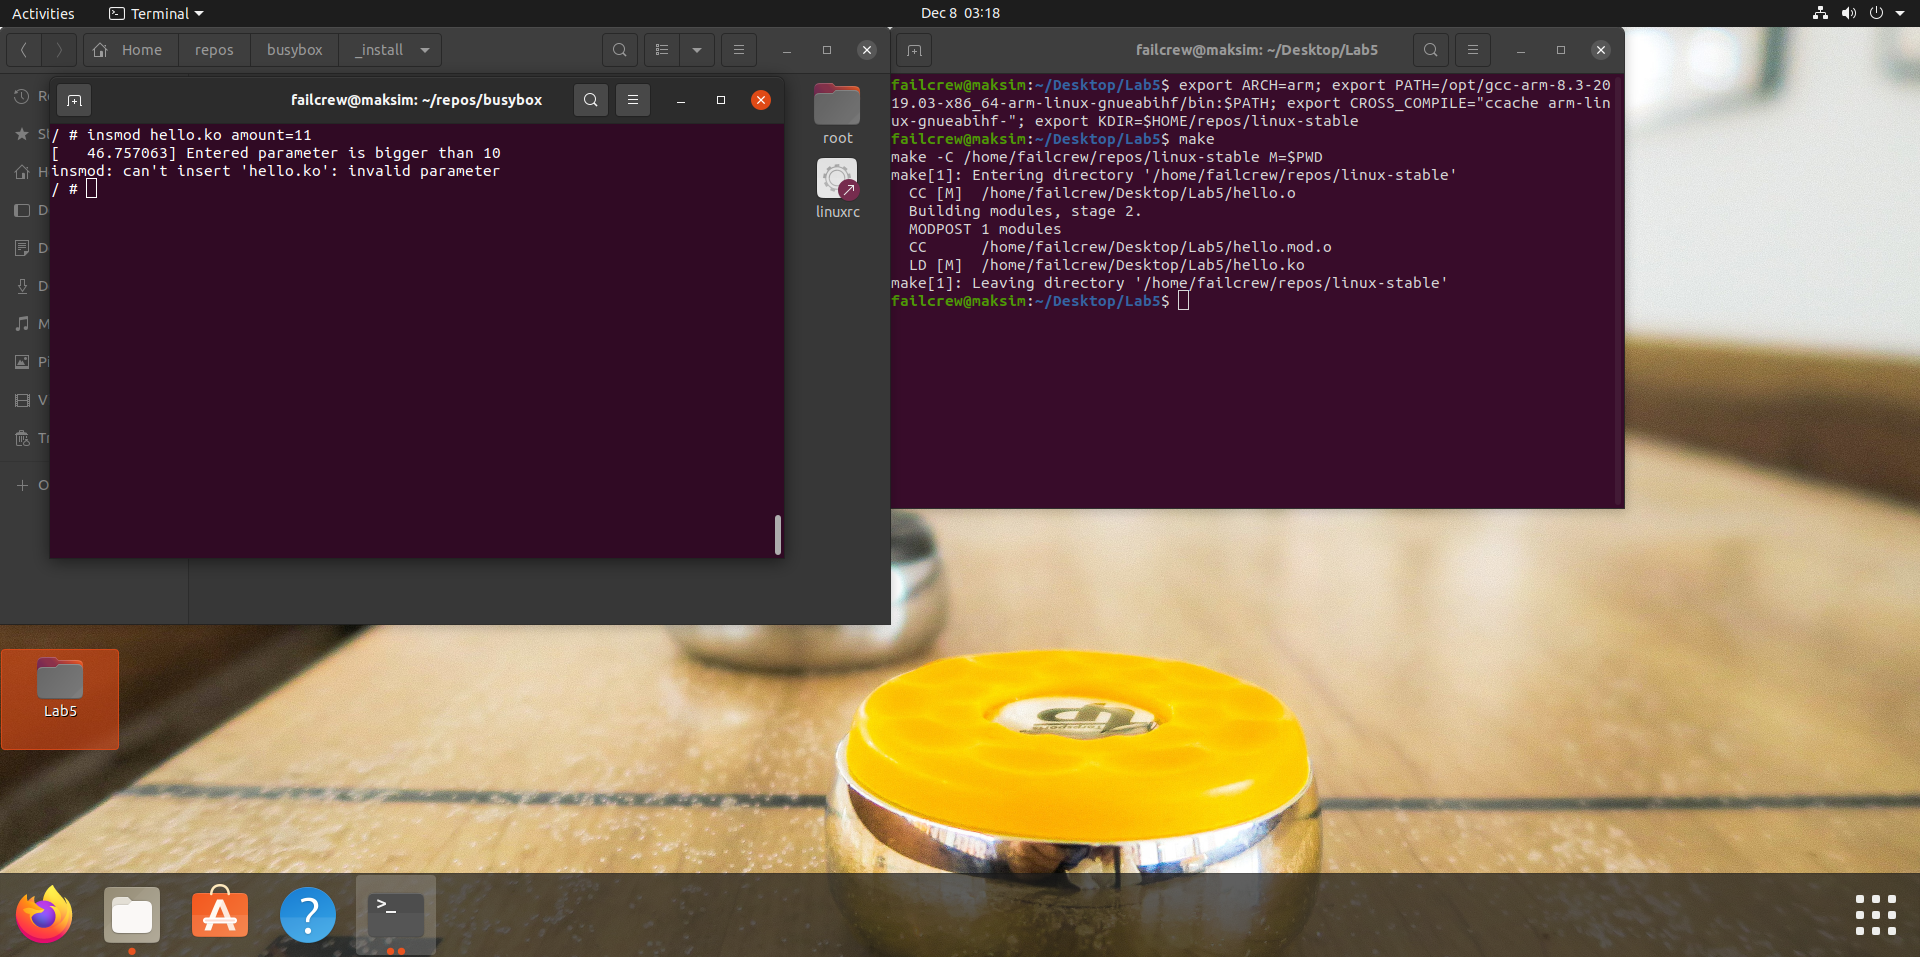 Activities
Terminal
Dec 8 03:18
Home
repos
busybox
_install
failcrew@maksim: ~/repos/busybox
/ # insmod hello.ko amount=11
[   46.757063] Entered parameter is bigger than 10
insmod: can't insert 'hello.ko': invalid parameter
/ #
root
linuxrc
failcrew@maksim: ~/Desktop/Lab5
failcrew@maksim:~/Desktop/Lab5$ export ARCH=arm; export PATH=/opt/gcc-arm-8.3-20
19.03-x86_64-arm-linux-gnueabihf/bin:$PATH; export CROSS_COMPILE="ccache arm-lin
ux-gnueabihf-"; export KDIR=$HOME/repos/linux-stable
failcrew@maksim:~/Desktop/Lab5$ make
make -C /home/failcrew/repos/linux-stable M=$PWD
make[1]: Entering directory '/home/failcrew/repos/linux-stable'
  CC [M]  /home/failcrew/Desktop/Lab5/hello.o
  Building modules, stage 2.
  MODPOST 1 modules
  CC      /home/failcrew/Desktop/Lab5/hello.mod.o
  LD [M]  /home/failcrew/Desktop/Lab5/hello.ko
make[1]: Leaving directory '/home/failcrew/repos/linux-stable'
failcrew@maksim:~/Desktop/Lab5$
Lab5